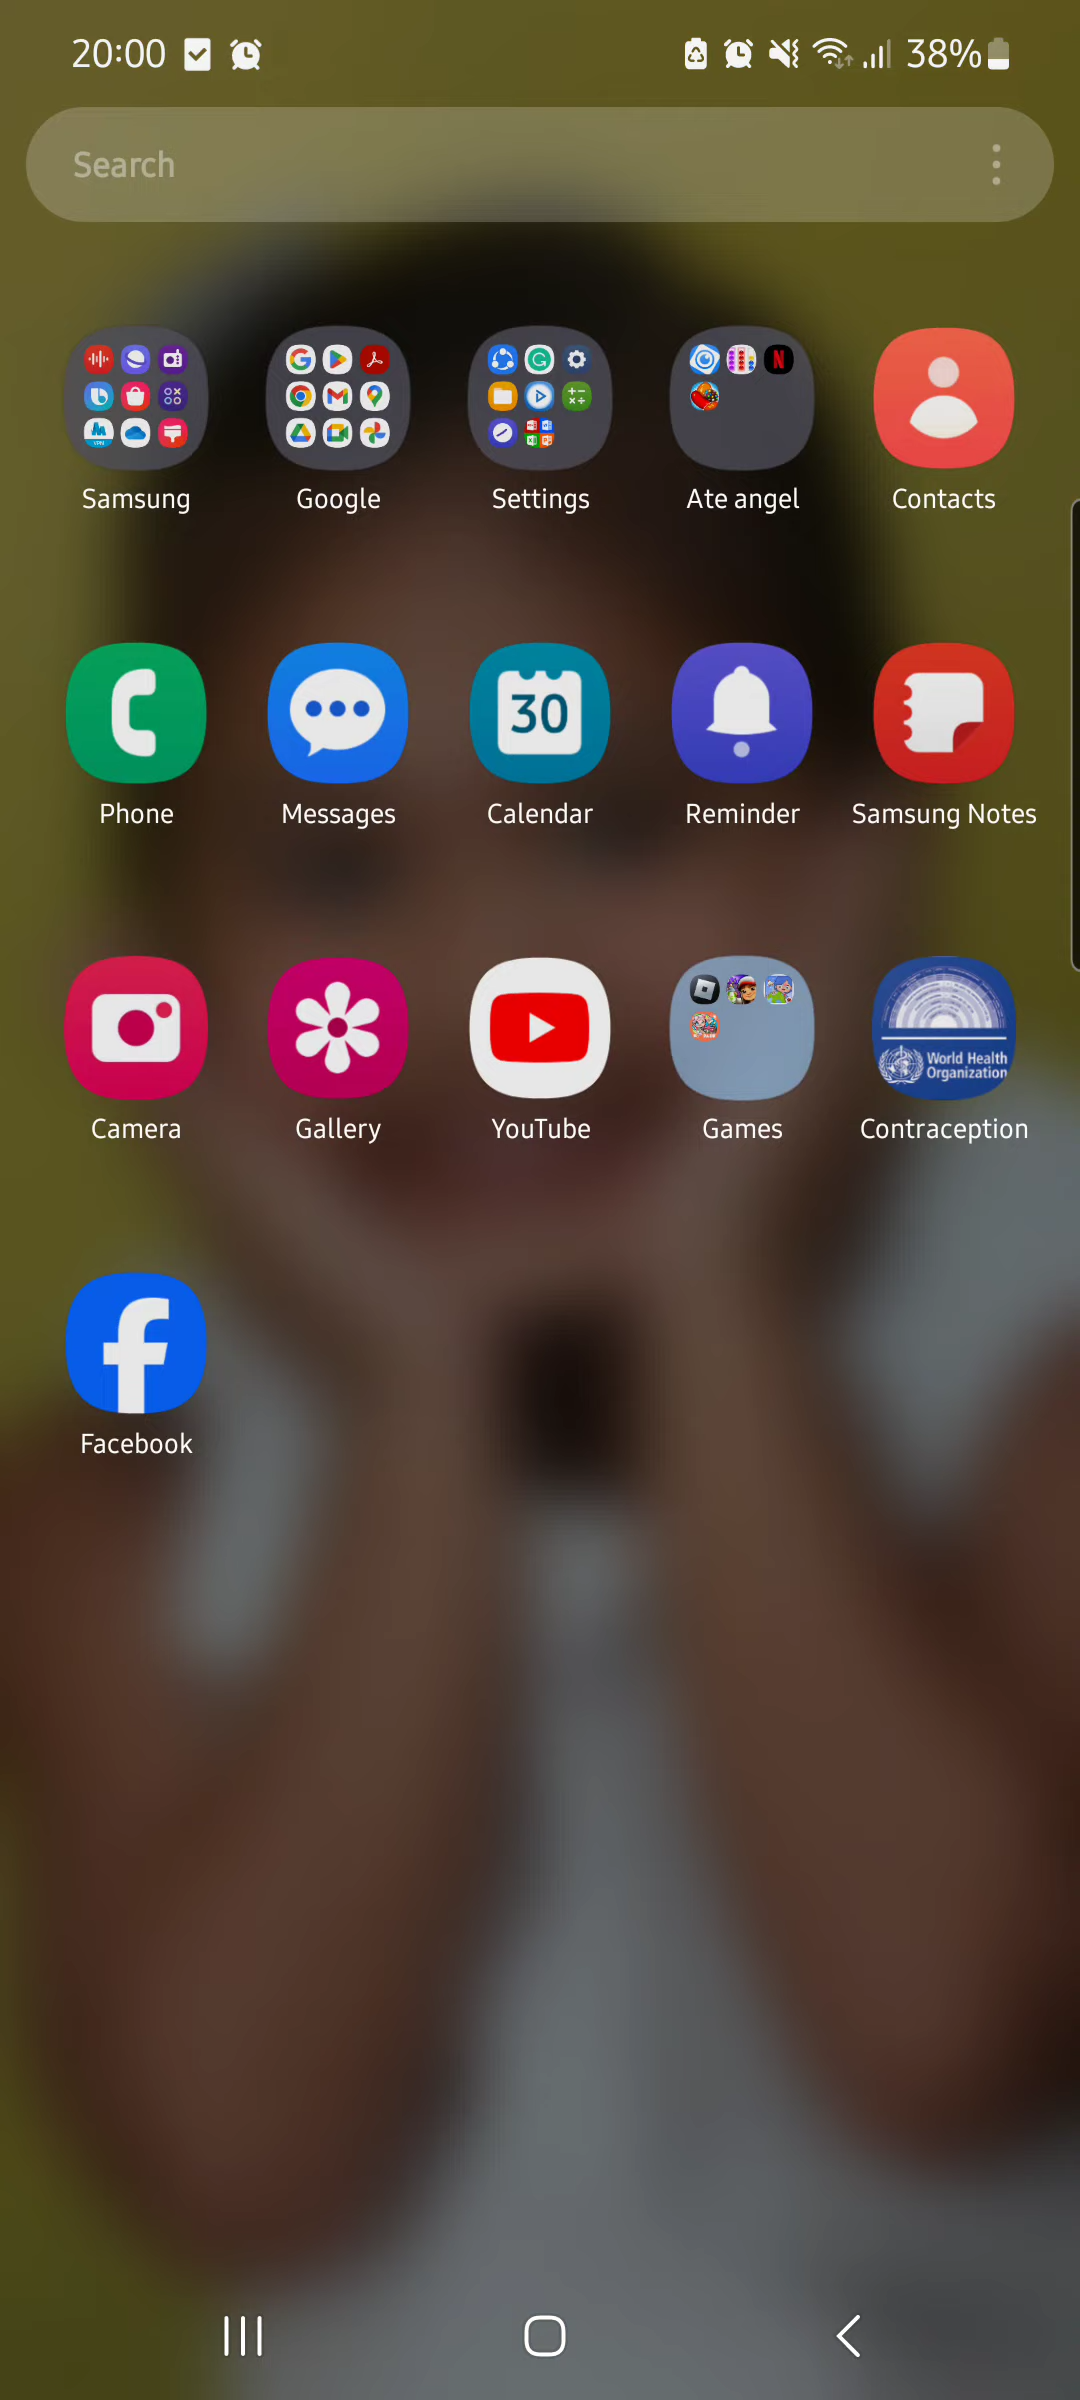 20:00
38%
Search
Samsung
Google
Settings
Ate angel
Contacts
30
Phone
Messages
Calendar
Reminder
Samsung Notes
World Health
Organization
Camera
Gallery
YouTube
Games
Contraception
Facebook